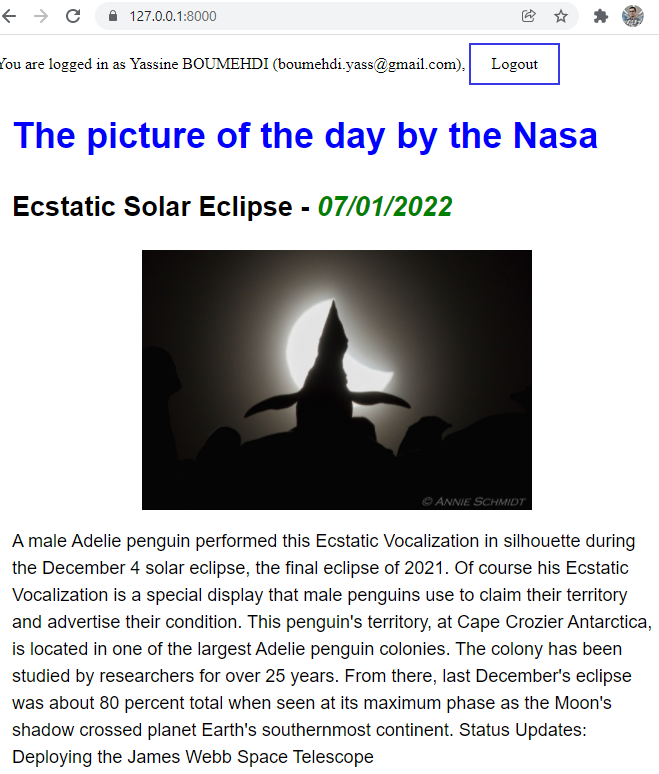 127.0.0.1:8000
You are logged in as Yassine BOUMEHDI (boumehdi.yass@gmail.com), Logout
The picture of the day by the Nasa
Ecstatic Solar Eclipse - 07/01/2022
© ANNIE SCHMIDT
A male Adelie penguin performed this Ecstatic Vocalization in silhouette during
the December 4 solar eclipse, the final eclipse of 2021. Of course his Ecstatic
Vocalization is a special display that male penguins use to claim their territory
and advertise their condition. This penguin's territory, at Cape Crozier Antarctica,
is located in one of the largest Adelie penguin colonies. The colony has been
studied by researchers for over 25 years. From there, last December's eclipse
was about 80 percent total when seen at its maximum phase as the Moon's
shadow crossed planet Earth's southernmost continent. Status Updates:
Deploying the James Webb Space Telescope